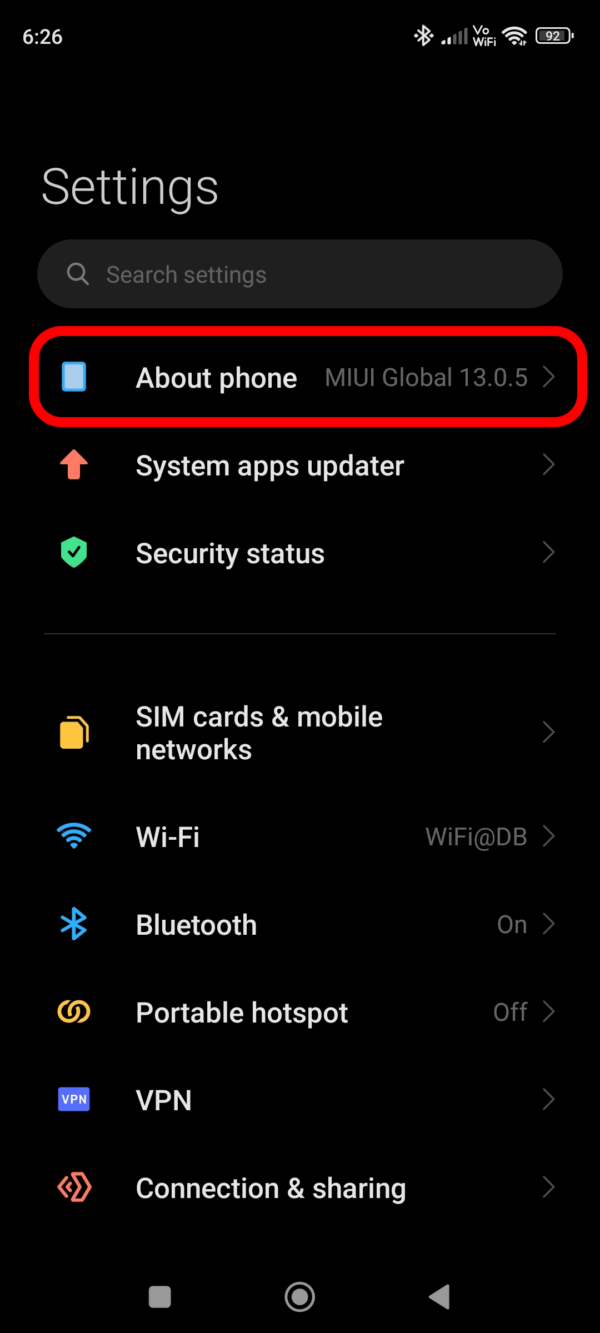 6:26
Vo
WiFi
92
Settings
Search settings
About phone MIUI Global 13.0.5
System apps updater
Security status
SIM cards & mobile
networks
Wi-Fi WiFi@DB
Bluetooth On
Portable hotspot Off
VPN VPN
Connection & sharing